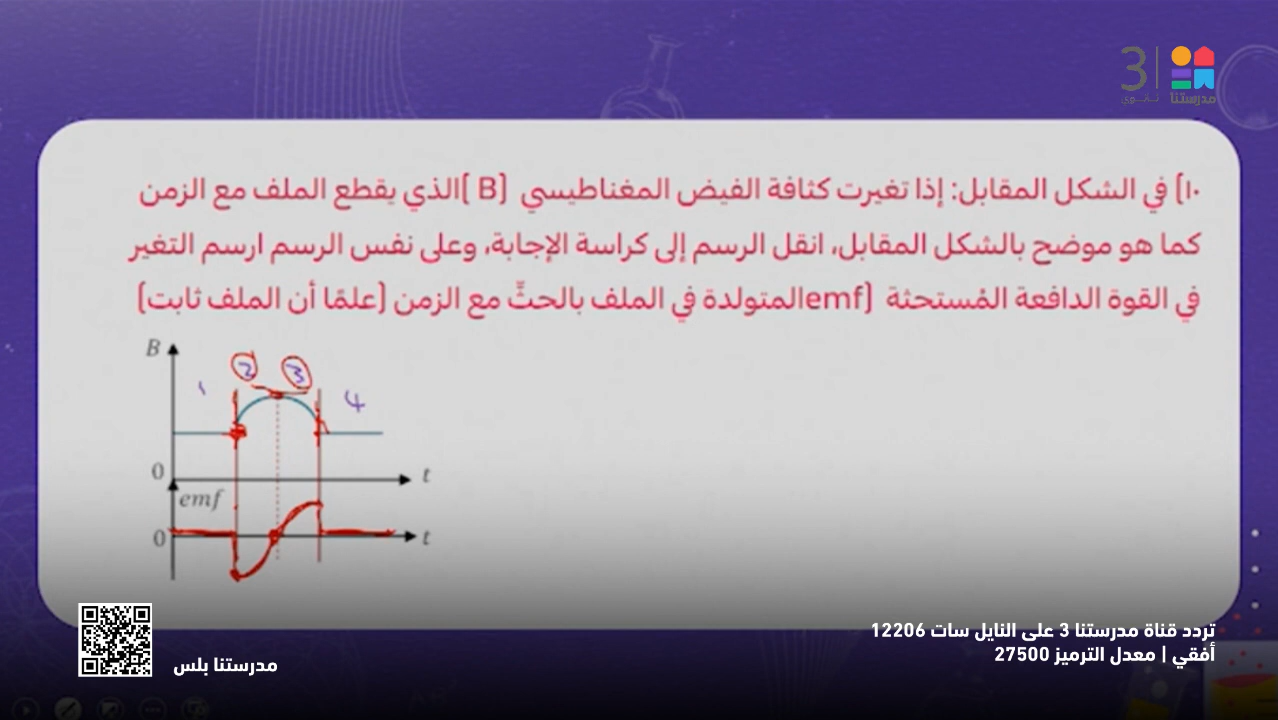 3
ثـانـوي
مدرستنا
١٠) في الشكل المقابل: إذا تغيرت كثافة الفيض المغناطيسي (B) الذي يقطع الملف مع الزمن
كما هو موضح بالشكل المقابل، انقل الرسم إلى كراسة الإجابة، وعلى نفس الرسم ارسم التغير
في القوة الدافعة المُستحثة (emf المتولدة في الملف بالحثِّ مع الزمن (علمًا أن الملف ثابت)
B
1 2 3 4
0 t
emf
0 t
تردد قناة مدرستنا 3 على النايل سات 12206
أفقي | معدل الترميز 27500
مدرستنا بلس